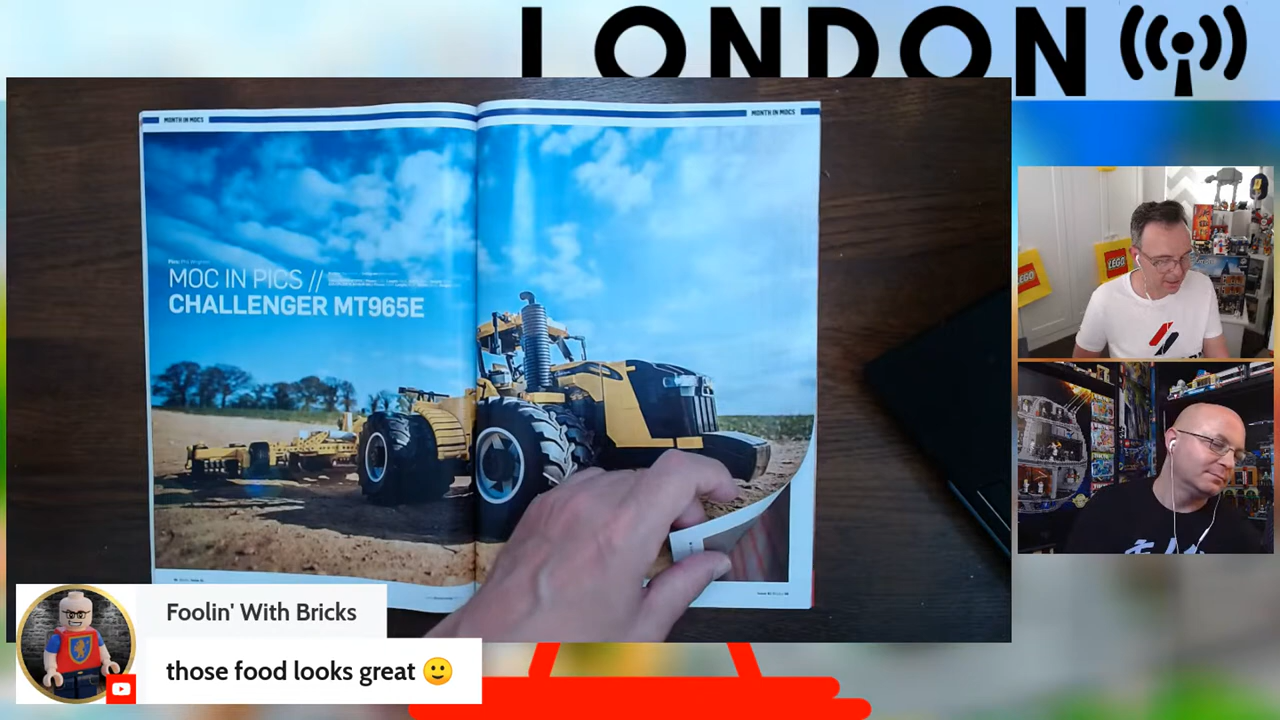 LONDON
MONTH IN MOCS
MONTH IN MOCS
MOC IN PICS //
CHALLENGER MT965E
LEGO
LEGO
Foolin' With Bricks
those food looks great 🙂